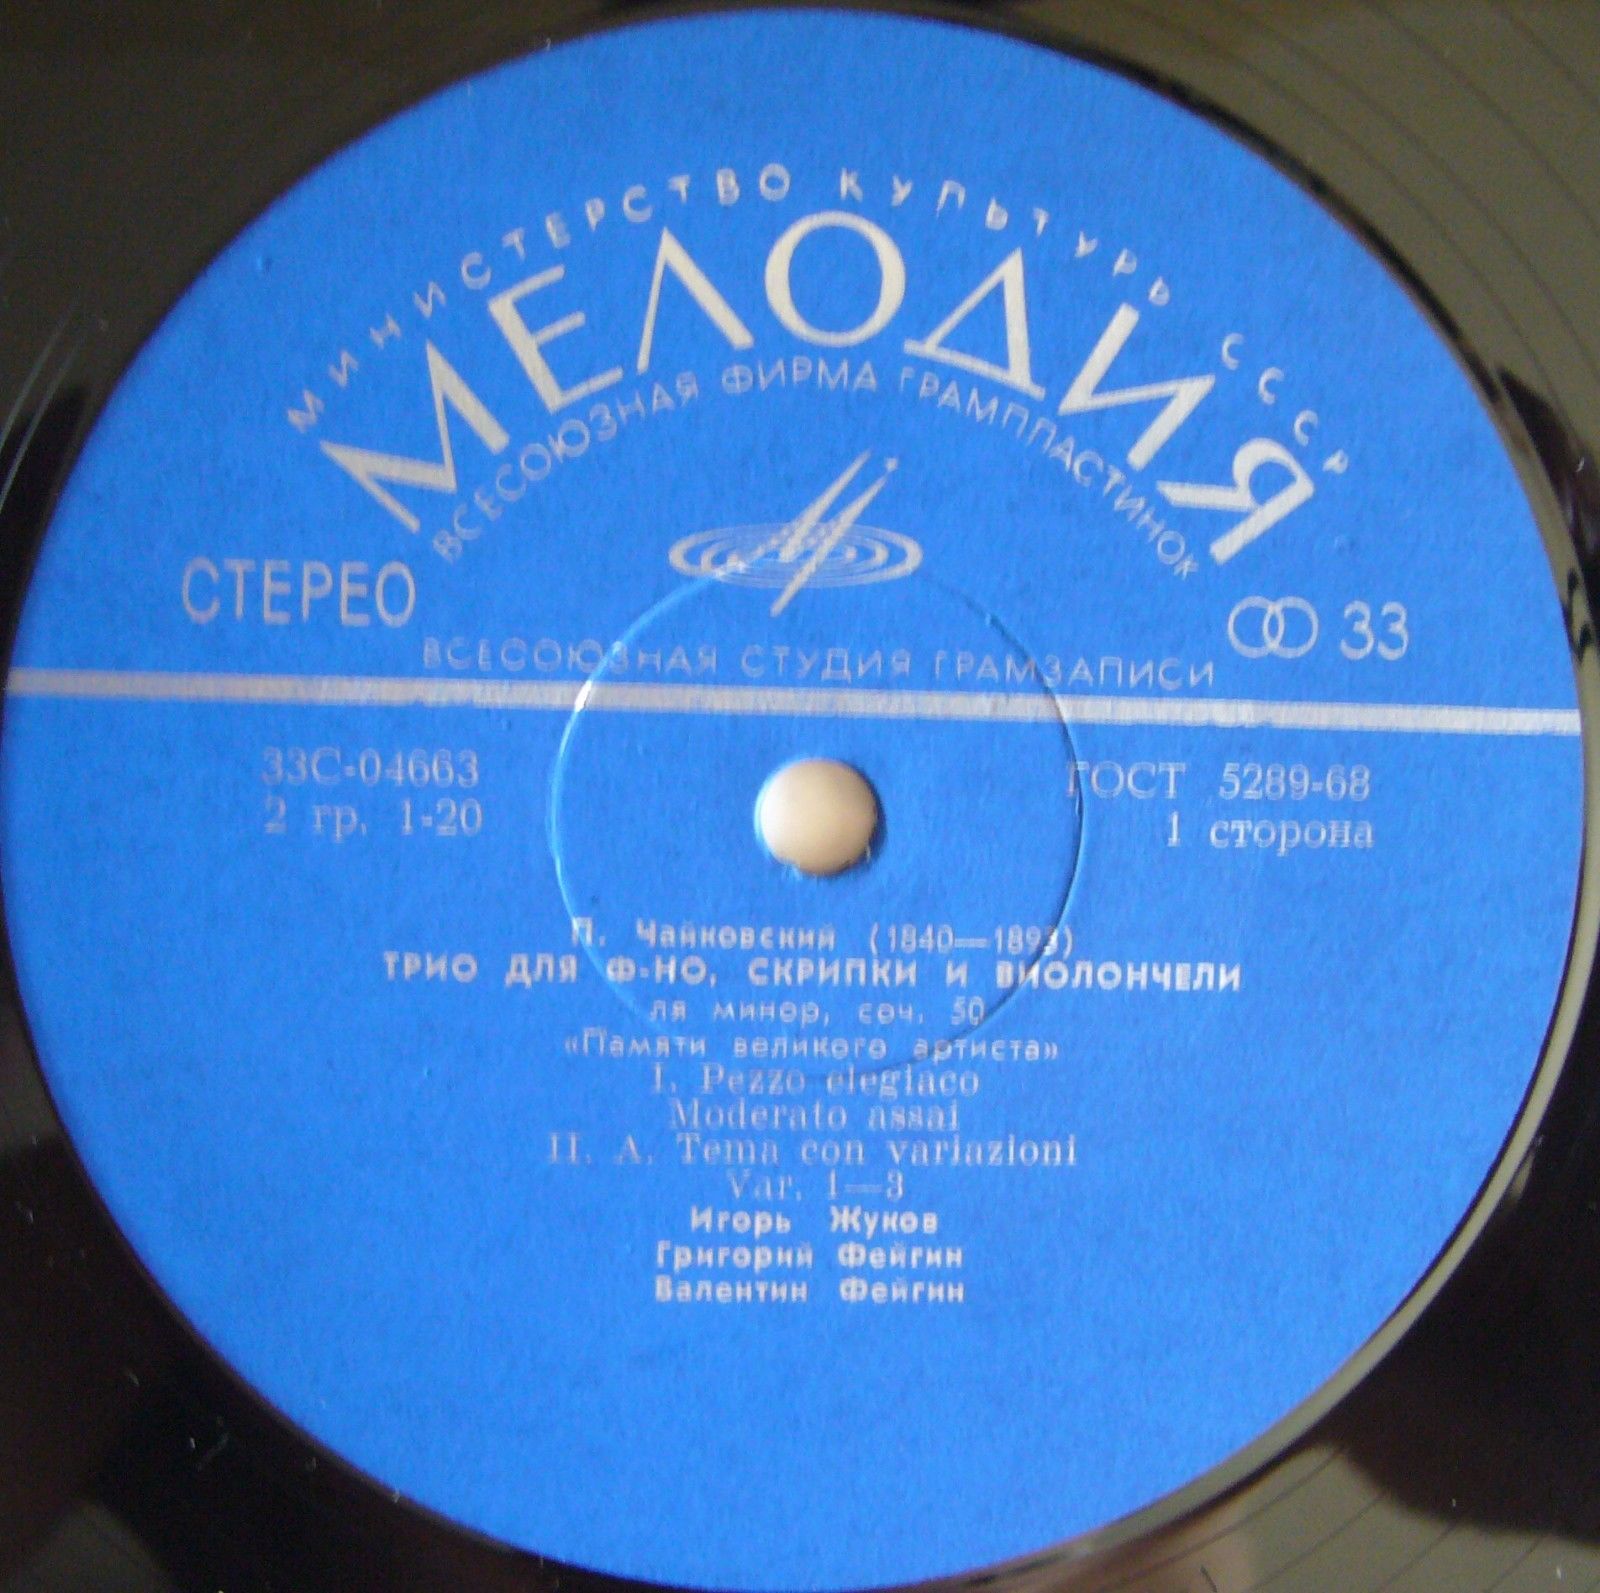 МИНИСТЕРСТВО КУЛЬТУРЫ СССР
МЕЛОДИЯ
ВСЕСОЮЗНАЯ ФИРМА ГРАМПЛАСТИНОК
СТЕРЕО
33
ВСЕСОЮЗНАЯ СТУДИЯ ГРАМЗАПИСИ
33С-04663
ГОСТ 5289-68
2 гр. 1-20
1 сторона
П. Чайковский (1840—1893)
ТРИО ДЛЯ Ф-НО, СКРИПКИ И ВИОЛОНЧЕЛИ
ля минор, соч. 50
«Памяти великого артиста»
I. Pezzo elegiaco
Moderato assai
II. A. Tema con variazioni
Var. 1—3
Игорь Жуков
Григорий Фейгин
Валентин Фейгин